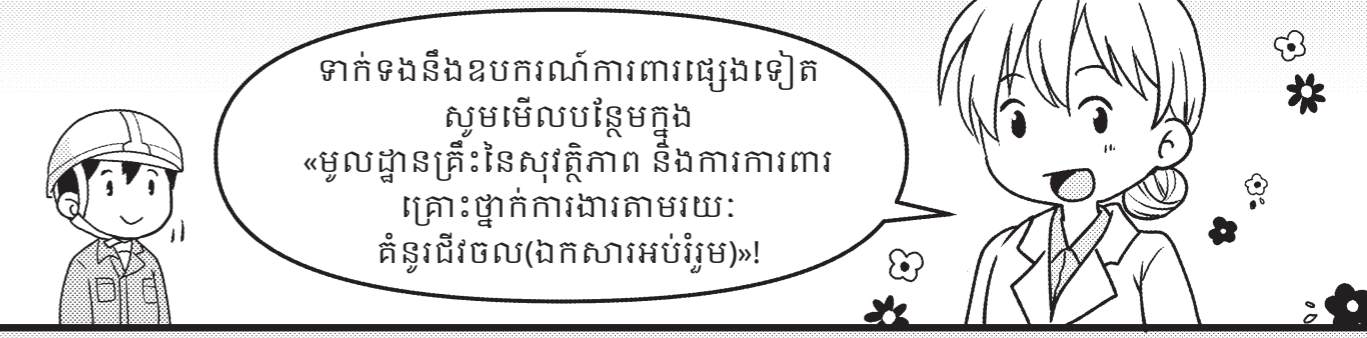 ទាក់ទងនឹងឧបករណ៍ការពារផ្សេងទៀត
សូមមើលបន្ថែមក្នុង
«មូលដ្ឋានគ្រឹះនៃសុវត្ថិភាព និងការការពារ
គ្រោះថ្នាក់ការងារតាមរយៈ
គំនូរជីវចល(ឯកសារអប់រំរួម)»!